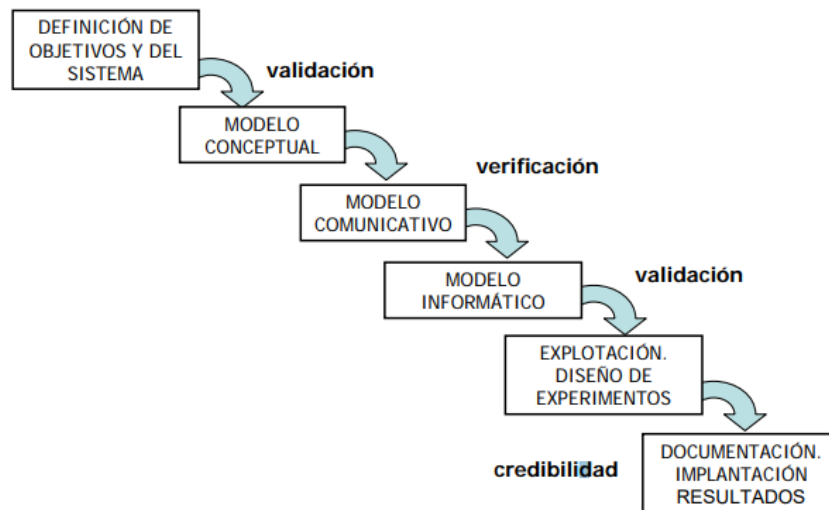 DEFINICIÓN DE
OBJETIVOS Y DEL
SISTEMA
validación
MODELO
CONCEPTUAL
verificación
MODELO
COMUNICATIVO
MODELO
INFORMÁTICO
validación
EXPLOTACIÓN.
DISEÑO DE
EXPERIMENTOS
credibilidad
DOCUMENTACIÓN.
IMPLANTACIÓN
RESULTADOS